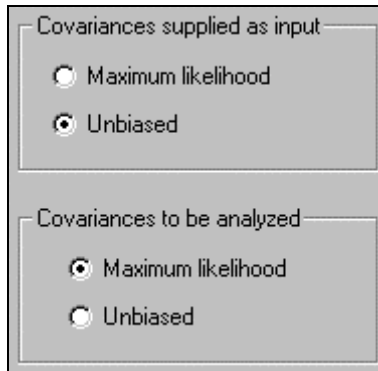 Covariances supplied as input
Maximum likelihood
Unbiased
Covariances to be analyzed
Maximum likelihood
Unbiased